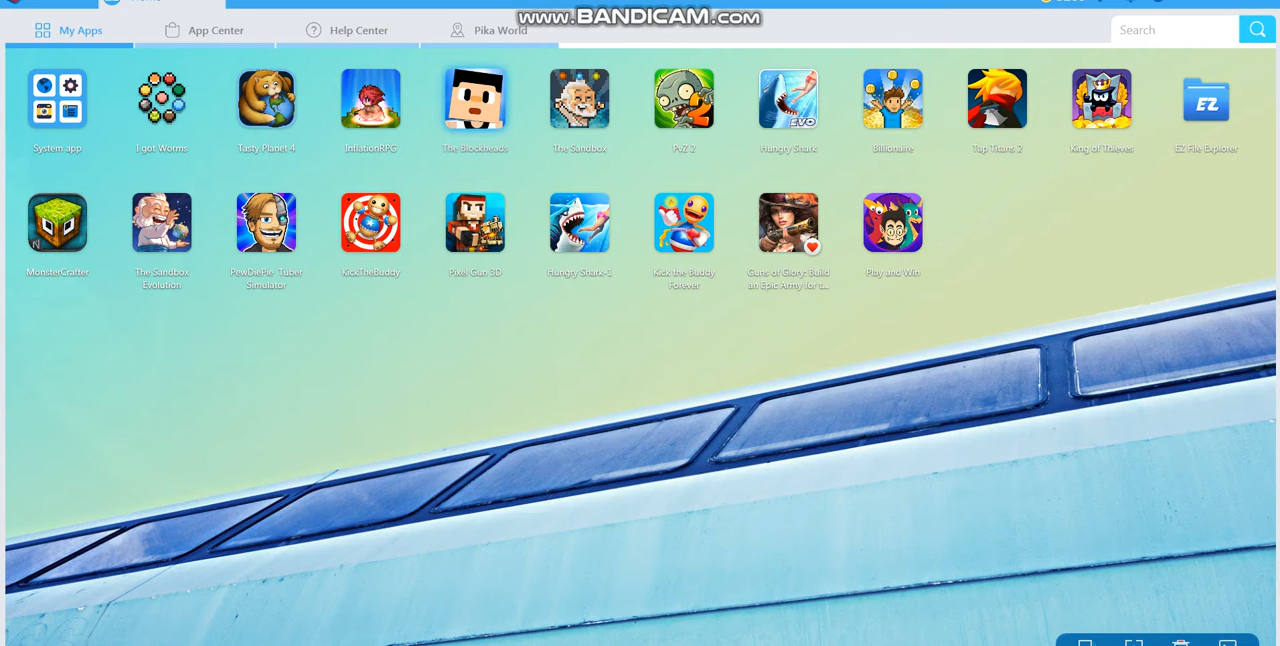 www.BANDICAM.com
My Apps
App Center
Help Center
Pika World
Search
System app
I got Worms
Tasty Planet 4
InflationRPG
The Blockheads
The Sandbox
PvZ 2
Hungry Shark
Billionaire
Tap Titans 2
King of Thieves
EZ File Explorer
2
EVO
EZ
MonsterCrafter
The Sandbox
Evolution
PewDiePie Tuber
Simulator
KickTheBuddy
Pixel Gun 3D
Hungry Shark-1
Kick the Buddy
Forever
Guns of Glory: Build
an Epic Army for t...
Play and Win